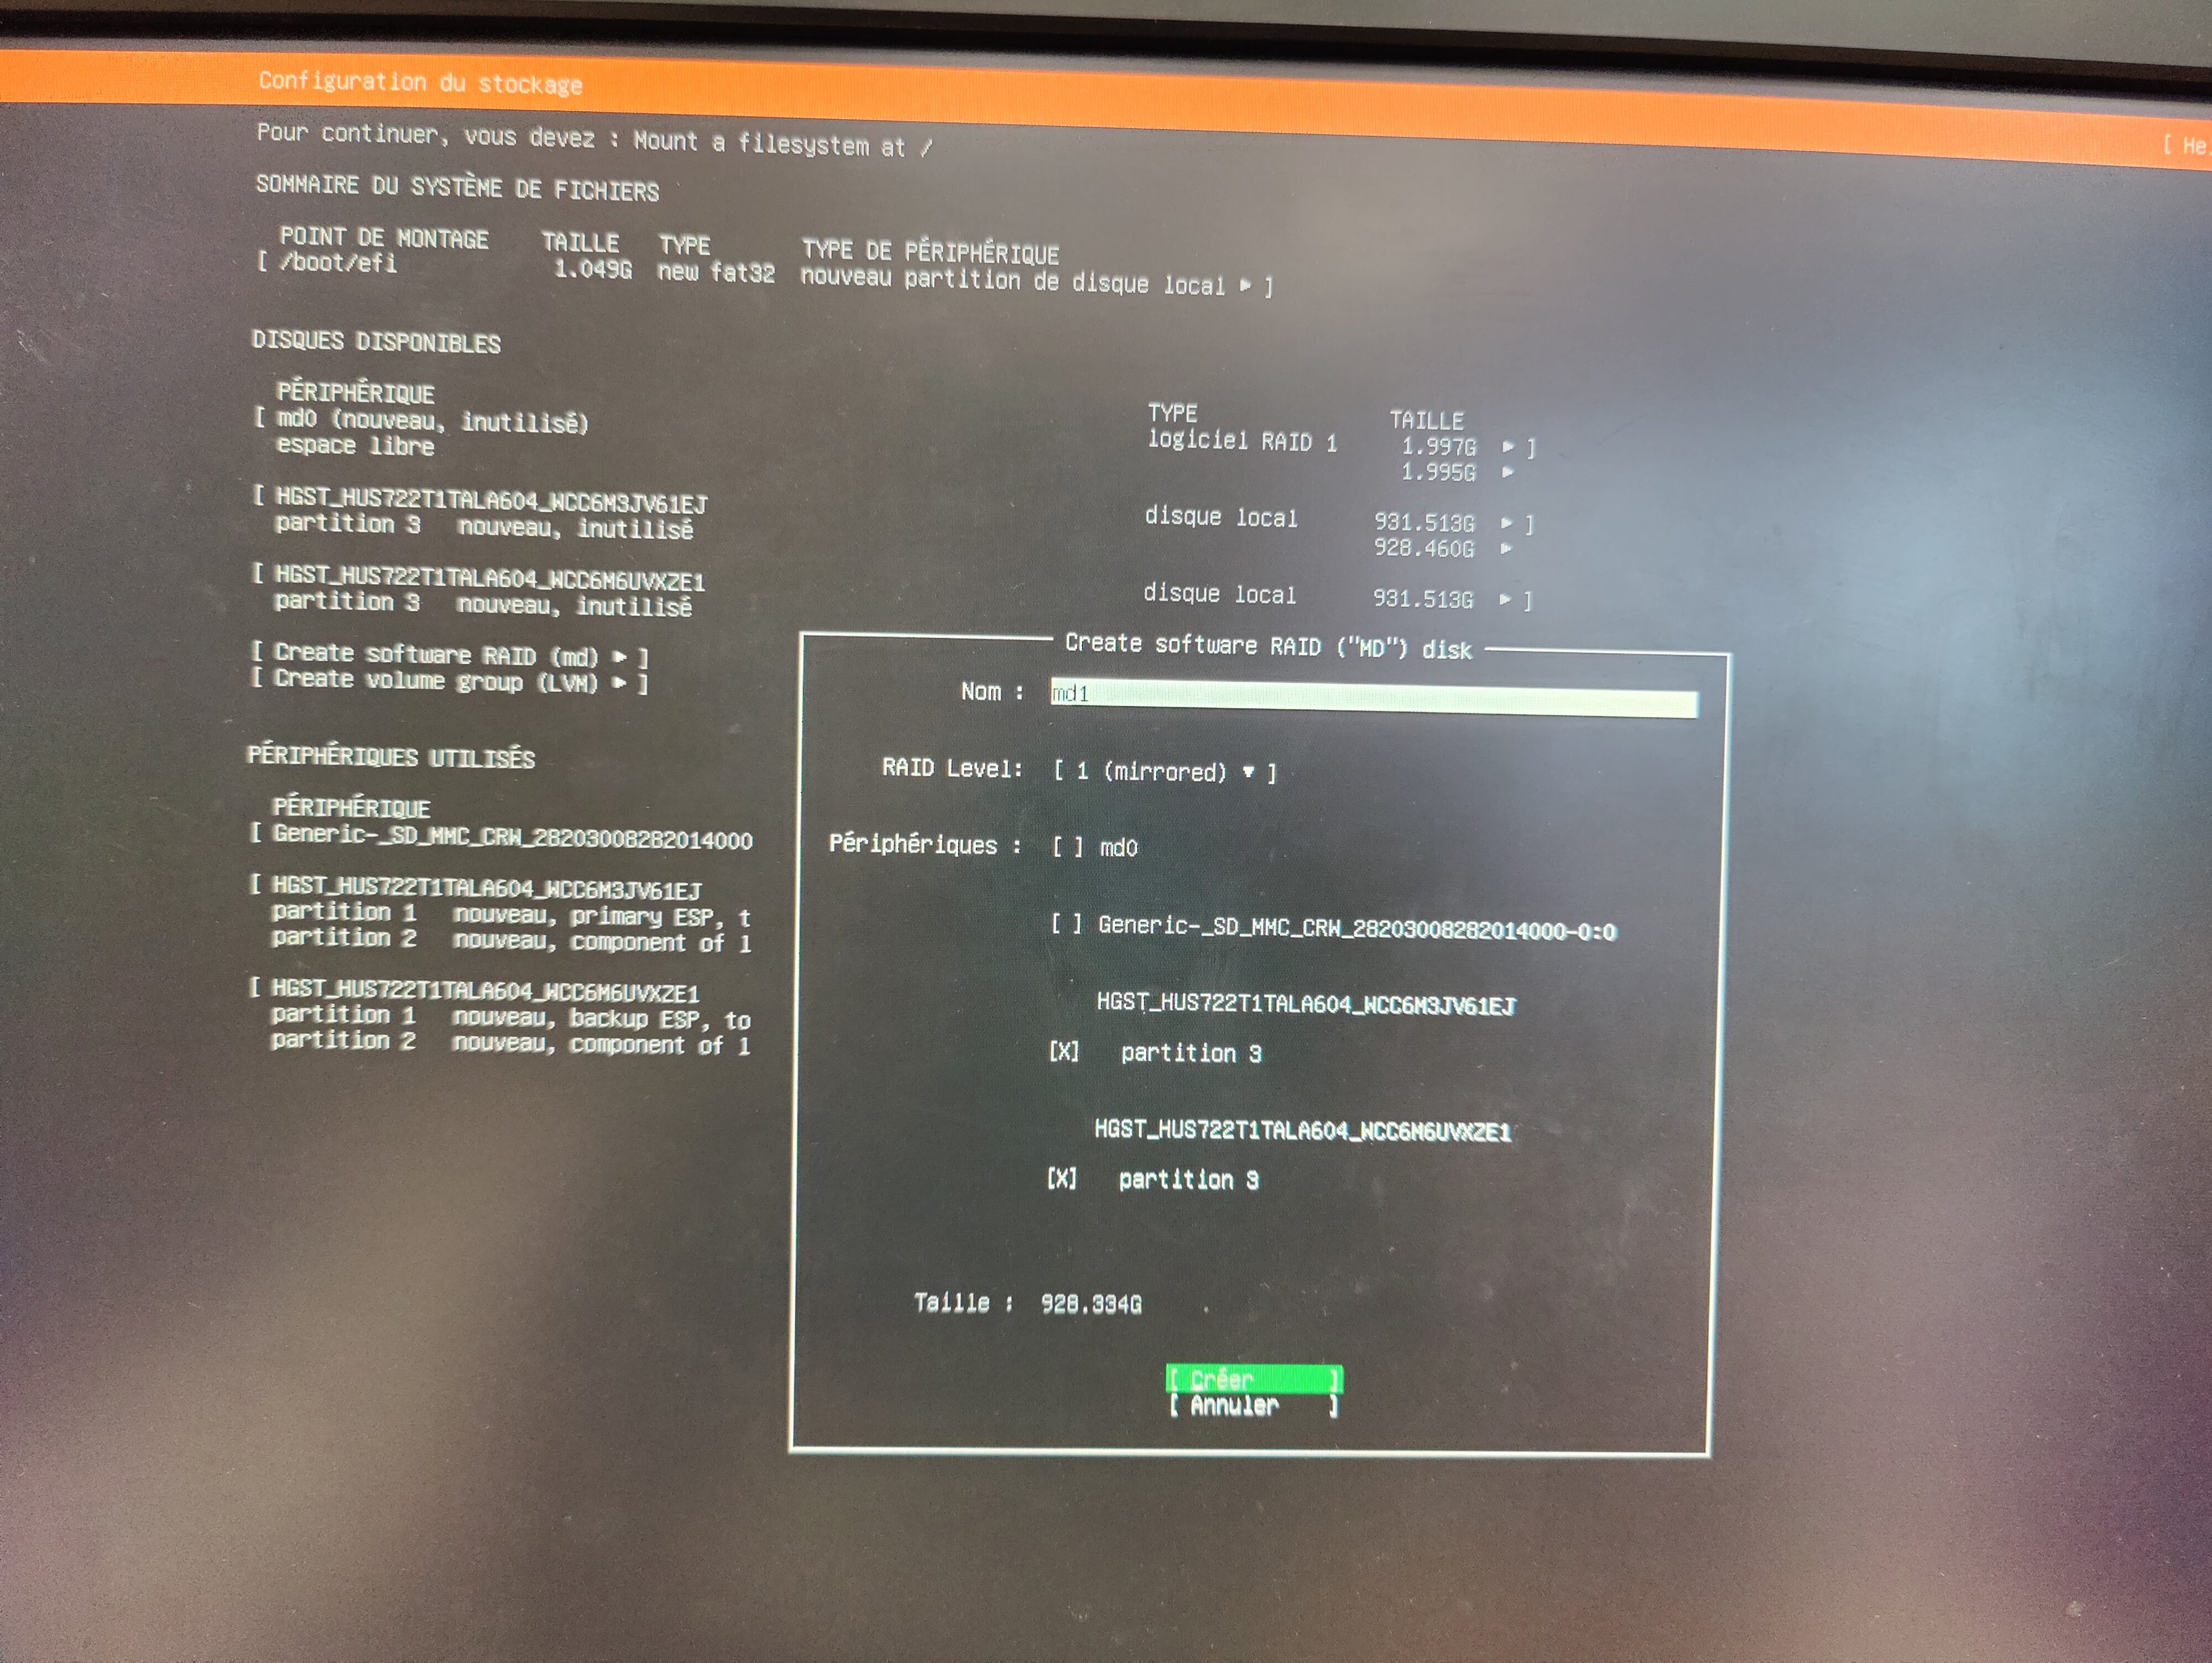 Configuration du stockage
[ He
Pour continuer, vous devez : Mount a filesystem at /
SOMMAIRE DU SYSTÈME DE FICHIERS
POINT DE MONTAGE TAILLE TYPE TYPE DE PÉRIPHÉRIQUE
[ /boot/efi 1.049G new fat32 nouveau partition de disque local ▸ ]
DISQUES DISPONIBLES
PÉRIPHÉRIQUE TYPE TAILLE
[ md0 (nouveau, inutilisé) logiciel RAID 1 1.997G ▸ ]
espace libre 1.995G ▸
[ HGST_HUS722T1TALA604_WCC6M3JV61EJ disque local 931.513G ▸ ]
partition 3 nouveau, inutilisé 928.460G ▸
[ HGST_HUS722T1TALA604_WCC6M6UVXZE1 disque local 931.513G ▸ ]
partition 3 nouveau, inutilisé
[ Create software RAID (md) ▸ ]
[ Create volume group (LVM) ▸ ]
PÉRIPHÉRIQUES UTILISÉS
PÉRIPHÉRIQUE
[ Generic-_SD_MMC_CRW_28203008282014000
[ HGST_HUS722T1TALA604_WCC6M3JV61EJ
partition 1 nouveau, primary ESP, t
partition 2 nouveau, component of l
[ HGST_HUS722T1TALA604_WCC6M6UVXZE1
partition 1 nouveau, backup ESP, to
partition 2 nouveau, component of l
Create software RAID ("MD") disk
Nom : md1
RAID Level: [ 1 (mirrored) ▾ ]
Périphériques : [ ] md0
[ ] Generic-_SD_MMC_CRW_28203008282014000-0:0
HGST_HUS722T1TALA604_WCC6M3JV61EJ
[X] partition 3
HGST_HUS722T1TALA604_WCC6M6UVXZE1
[X] partition 3
Taille : 928.334G
[ Créer ]
[ Annuler ]